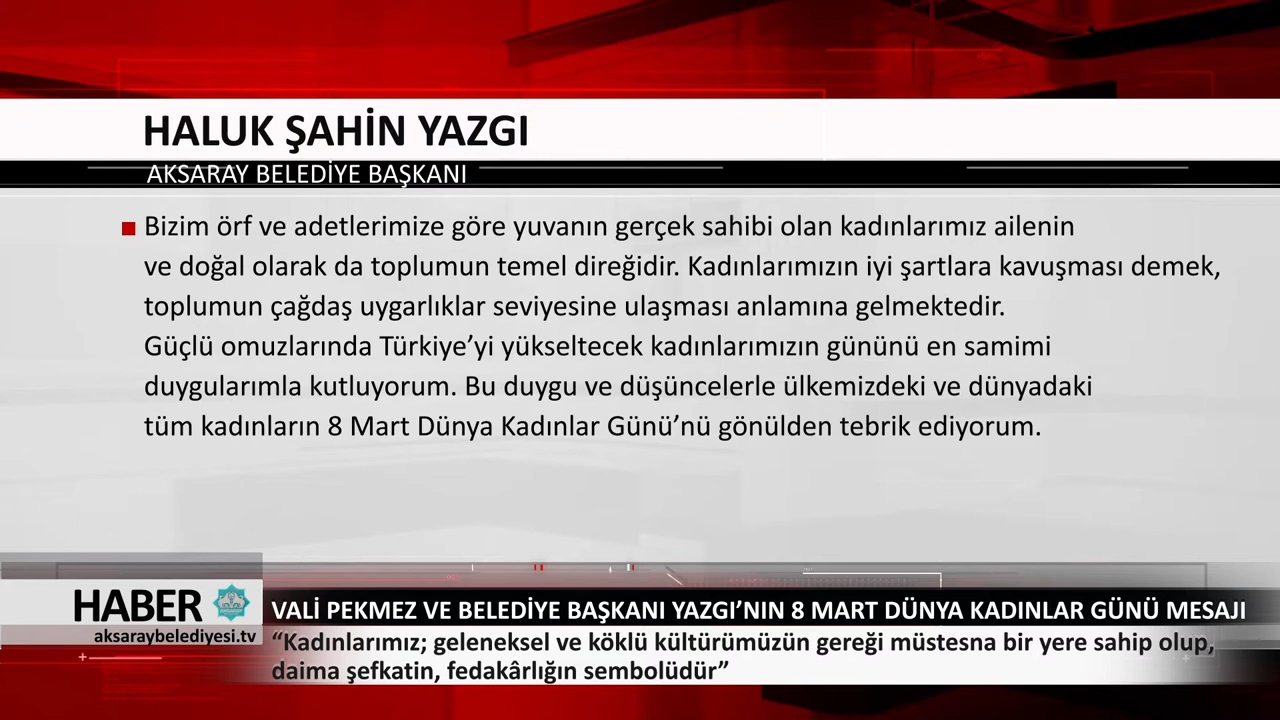 HALUK ŞAHİN YAZGI
AKSARAY BELEDİYE BAŞKANI
Bizim örf ve adetlerimize göre yuvanın gerçek sahibi olan kadınlarımız ailenin
ve doğal olarak da toplumun temel direğidir. Kadınlarımızın iyi şartlara kavuşması demek,
toplumun çağdaş uygarlıklar seviyesine ulaşması anlamına gelmektedir.
Güçlü omuzlarında Türkiye’yi yükseltecek kadınlarımızın gününü en samimi
duygularımla kutluyorum. Bu duygu ve düşüncelerle ülkemizdeki ve dünyadaki
tüm kadınların 8 Mart Dünya Kadınlar Günü’nü gönülden tebrik ediyorum.
HABER
aksaraybelediyesi.tv
VALİ PEKMEZ VE BELEDİYE BAŞKANI YAZGI’NIN 8 MART DÜNYA KADINLAR GÜNÜ MESAJI
“Kadınlarımız; geleneksel ve köklü kültürümüzün gereği müstesna bir yere sahip olup,
daima şefkatin, fedakârlığın sembolüdür”